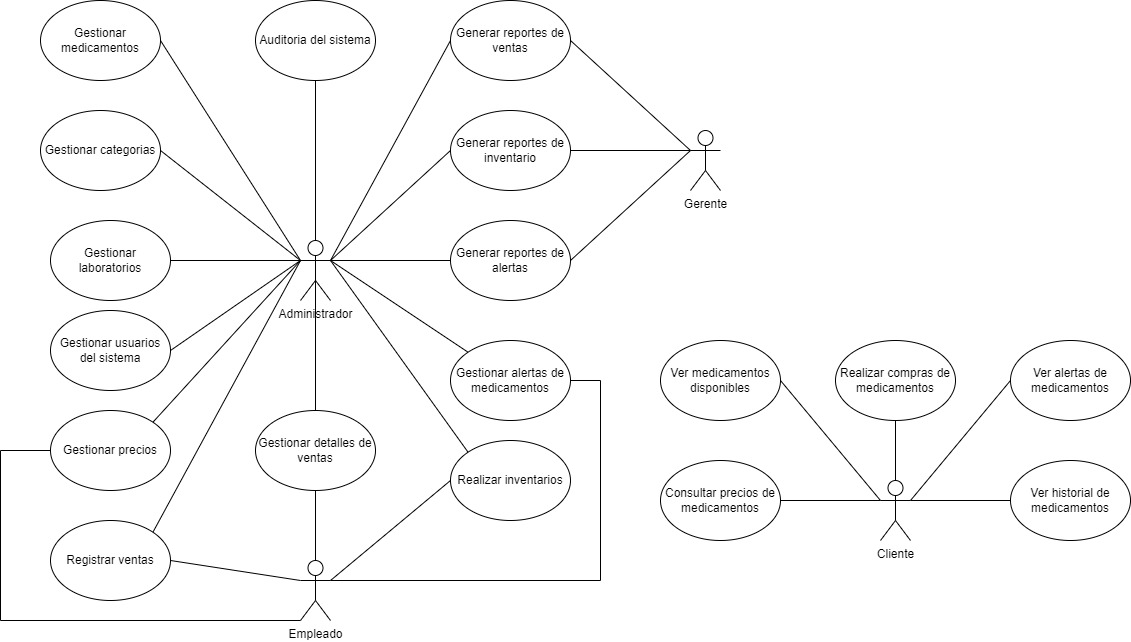 Gestionar
medicamentos
Auditoria del sistema
Generar reportes de
ventas
Gestionar categorias
Generar reportes de
inventario
Gerente
Gestionar
laboratorios
Generar reportes de
alertas
Administrador
Gestionar usuarios
del sistema
Gestionar alertas de
medicamentos
Ver medicamentos
disponibles
Realizar compras de
medicamentos
Ver alertas de
medicamentos
Gestionar precios
Gestionar detalles de
ventas
Realizar inventarios
Consultar precios de
medicamentos
Ver historial de
medicamentos
Cliente
Registrar ventas
Empleado